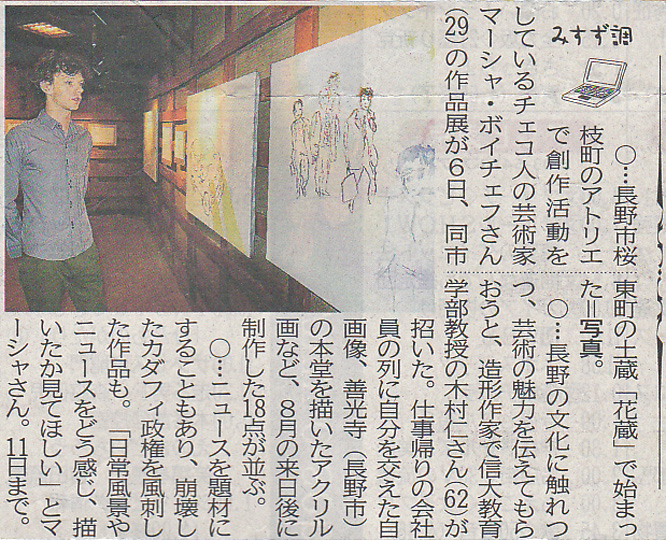 みすず調
○…長野市桜
枝町のアトリエ
で創作活動を
しているチェコ人の芸術家
マーシャ・ボイチェフさん
(29)の作品展が6日、同市
東町の土蔵「花蔵」で始まっ
た＝写真。
○…長野の文化に触れつ
つ、芸術の魅力を伝えてもら
おうと、造形作家で信大教育
学部教授の木村仁さん(62)が
招いた。仕事帰りの会社
員の列に自分を交えた自
画像、善光寺（長野市）
の本堂を描いたアクリル
画など、8月の来日後に
制作した18点が並ぶ。
○…ニュースを題材に
することもあり、崩壊し
たカダフィ政権を風刺し
た作品も。「日常風景や
ニュースをどう感じ、描
いたか見てほしい」とマ
ーシャさん。11日まで。